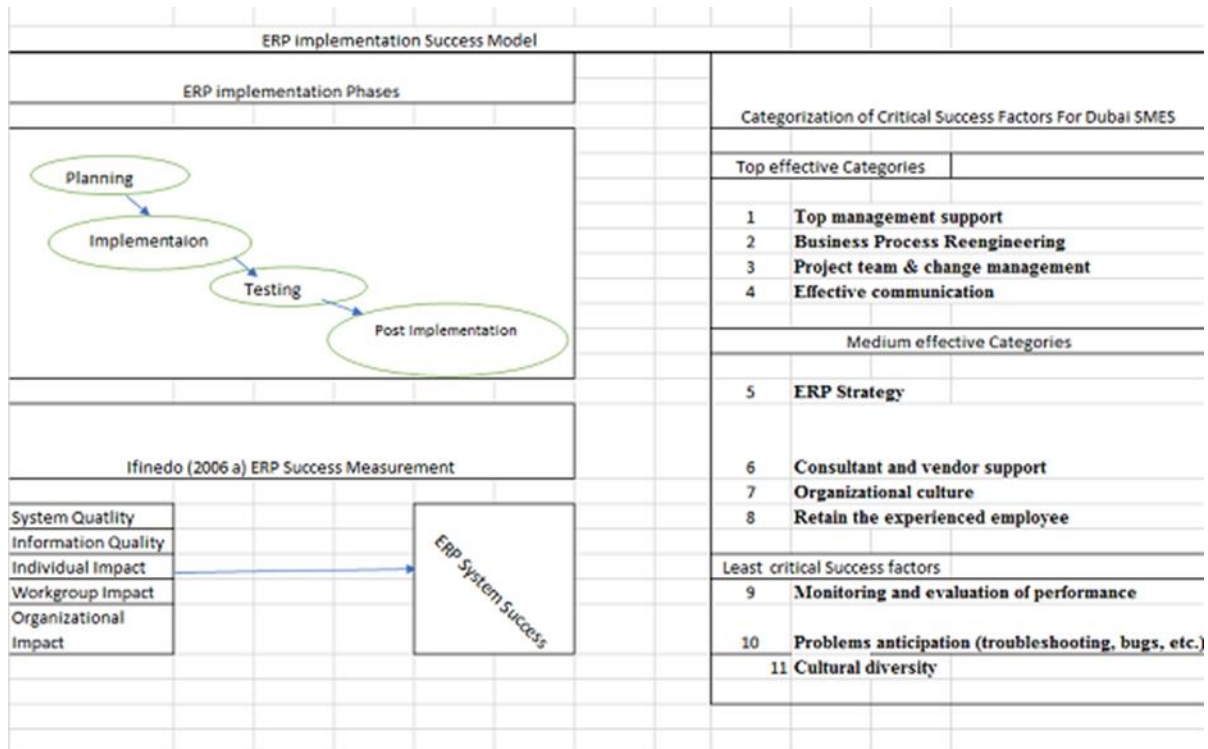 ERP implementation Success Model
ERP implementation Phases
Planning
Implementaion
Testing
Post Implementation
Ifinedo (2006 a) ERP Success Measurement
System Quatlity
Information Quality
Individual Impact
Workgroup Impact
Organizational
Impact
ERP System Success
Categorization of Critical Success Factors For Dubai SMES
Top effective Categories
1 Top management support
2 Business Process Reengineering
3 Project team & change management
4 Effective communication
Medium effective Categories
5 ERP Strategy
6 Consultant and vendor support
7 Organizational culture
8 Retain the experienced employee
Least critical Success factors
9 Monitoring and evaluation of performance
10 Problems anticipation (troubleshooting, bugs, etc.)
11 Cultural diversity